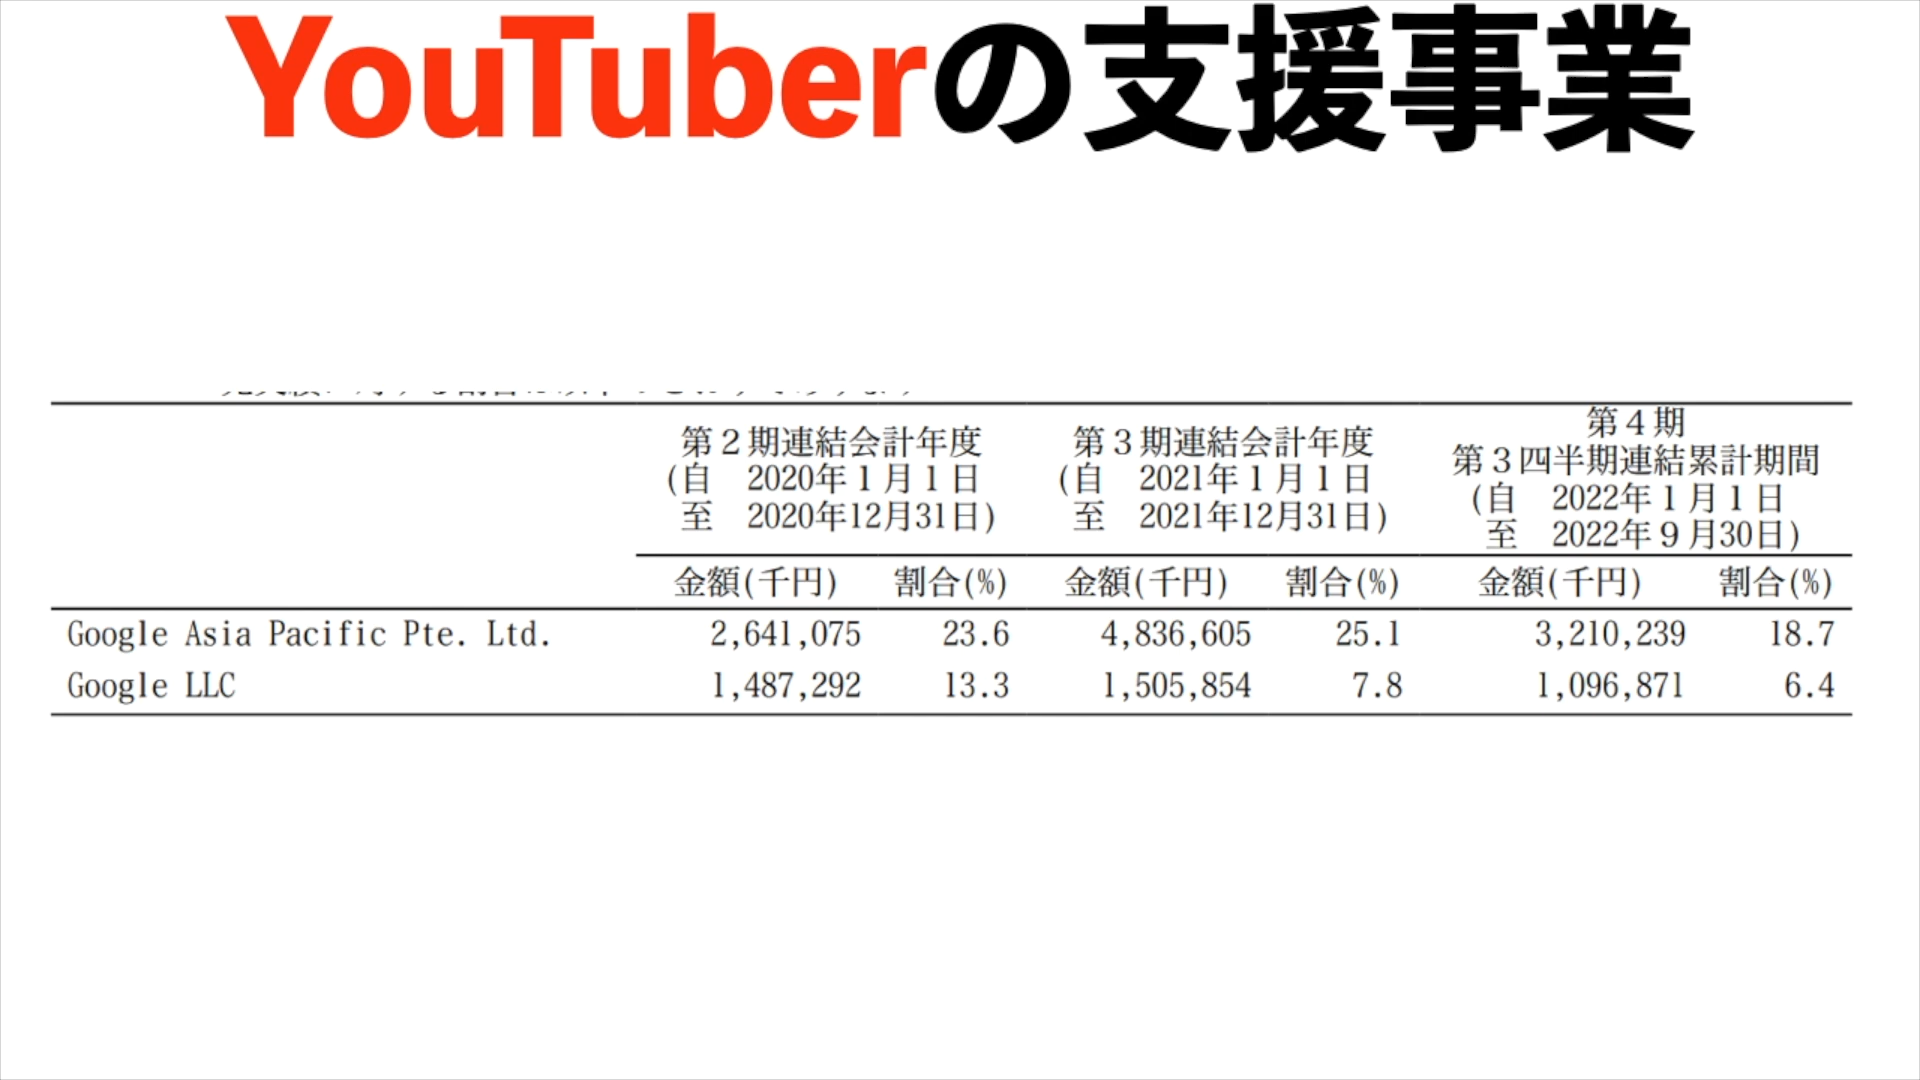 YouTuberの支援事業
第2期連結会計年度
(自　2020年1月1日
至　2020年12月31日)
第3期連結会計年度
(自　2021年1月1日
至　2021年12月31日)
第4期
第3四半期連結累計期間
(自　2022年1月1日
至　2022年9月30日)
金額(千円) 割合(%) 金額(千円) 割合(%) 金額(千円) 割合(%)
Google Asia Pacific Pte. Ltd. 2,641,075 23.6 4,836,605 25.1 3,210,239 18.7
Google LLC 1,487,292 13.3 1,505,854 7.8 1,096,871 6.4